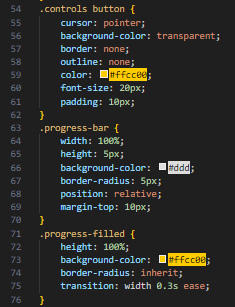 54 .controls button {
55 cursor: pointer;
56 background-color: transparent;
57 border: none;
58 outline: none;
59 color: #ffcc00;
60 font-size: 20px;
61 padding: 10px;
62 }
63 .progress-bar {
64 width: 100%;
65 height: 5px;
66 background-color: #ddd;
67 border-radius: 5px;
68 position: relative;
69 margin-top: 10px;
70 }
71 .progress-filled {
72 height: 100%;
73 background-color: #ffcc00;
74 border-radius: inherit;
75 transition: width 0.3s ease;
76 }